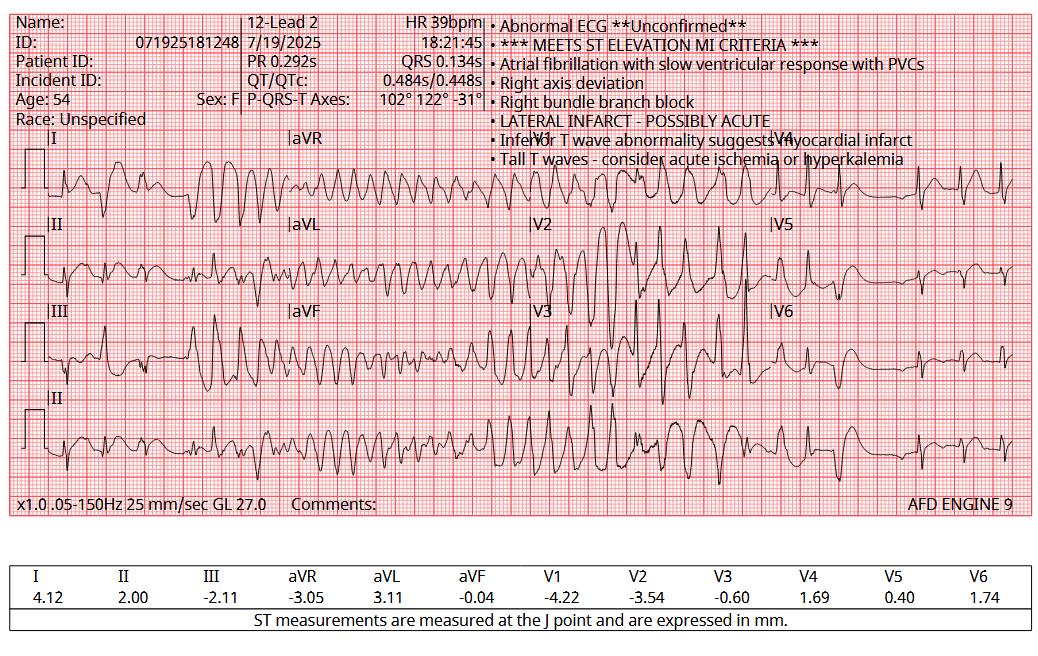 Name:
ID: 071925181248
Patient ID:
Incident ID:
Age: 54 Sex: F
Race: Unspecified
12-Lead 2 HR 39bpm
7/19/2025 18:21:45
PR 0.292s QRS 0.134s
QT/QTc: 0.484s/0.448s
P-QRS-T Axes: 102° 122° -31°
• Abnormal ECG **Unconfirmed**
• *** MEETS ST ELEVATION MI CRITERIA ***
• Atrial fibrillation with slow ventricular response with PVCs
• Right axis deviation
• Right bundle branch block
• LATERAL INFARCT - POSSIBLY ACUTE
• Inferior T wave abnormality suggests myocardial infarct
• Tall T waves - consider acute ischemia or hyperkalemia
I aVR V1 V4
II aVL V2 V5
III aVF V3 V6
II
x1.0 .05-150Hz 25 mm/sec GL 27.0 Comments: AFD ENGINE 9
I II III aVR aVL aVF V1 V2 V3 V4 V5 V6
4.12 2.00 -2.11 -3.05 3.11 -0.04 -4.22 -3.54 -0.60 1.69 0.40 1.74
ST measurements are measured at the J point and are expressed in mm.